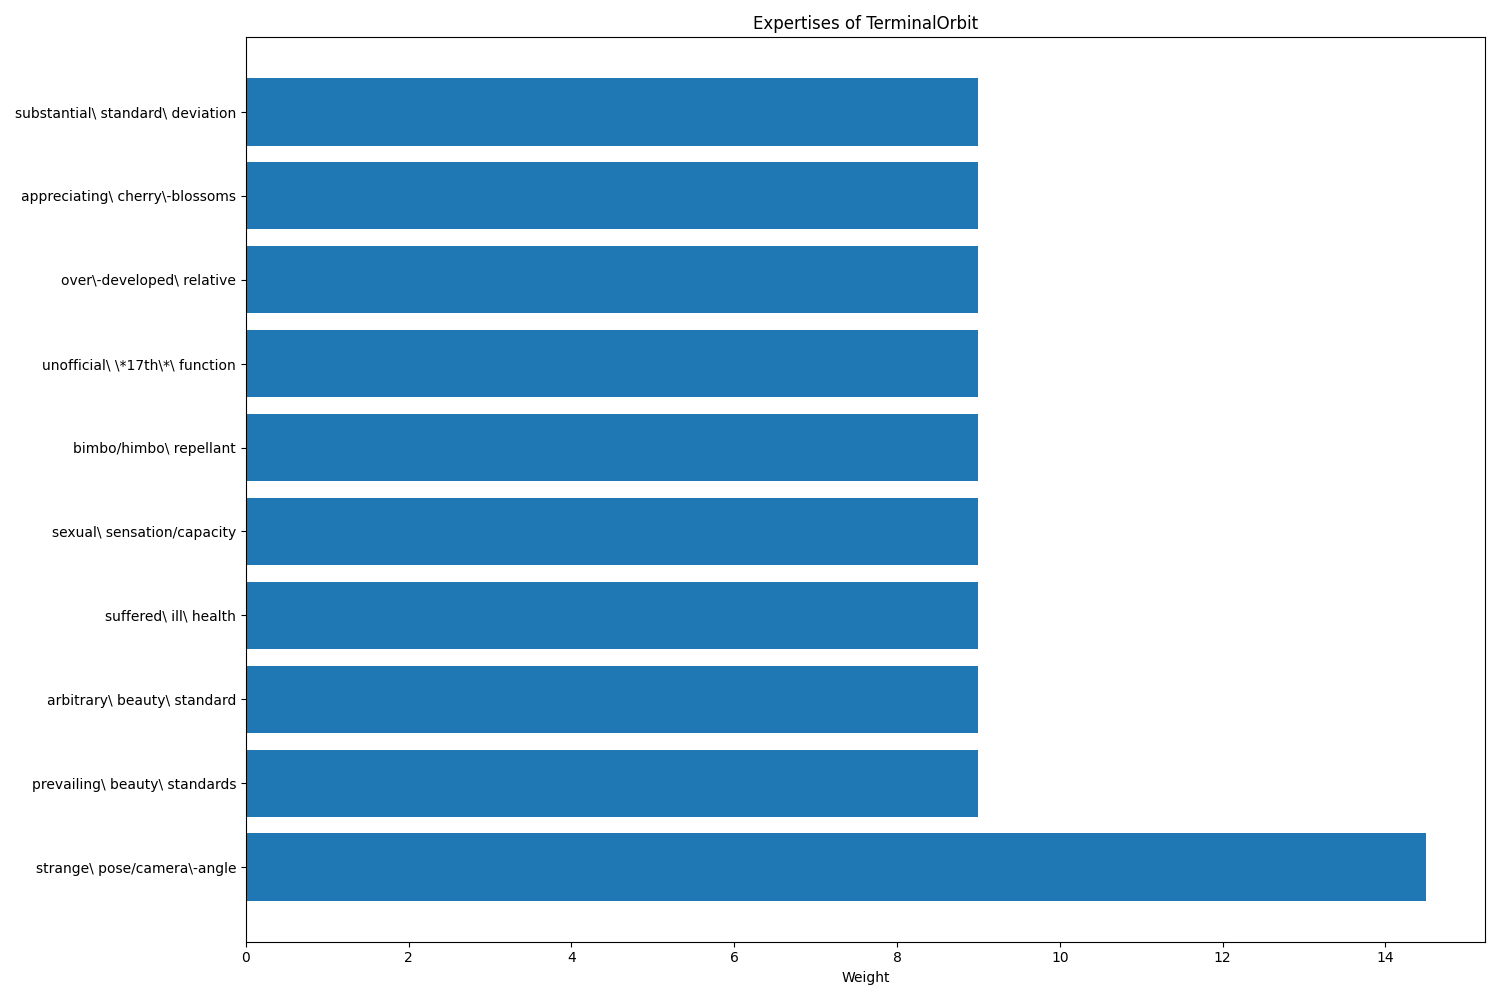 Expertises of TerminalOrbit
substantial\ standard\ deviation
appreciating\ cherry\-blossoms
over\-developed\ relative
unofficial\ \*17th\*\ function
bimbo/himbo\ repellant
sexual\ sensation/capacity
suffered\ ill\ health
arbitrary\ beauty\ standard
prevailing\ beauty\ standards
strange\ pose/camera\-angle
0 2 4 6 8 10 12 14
Weight